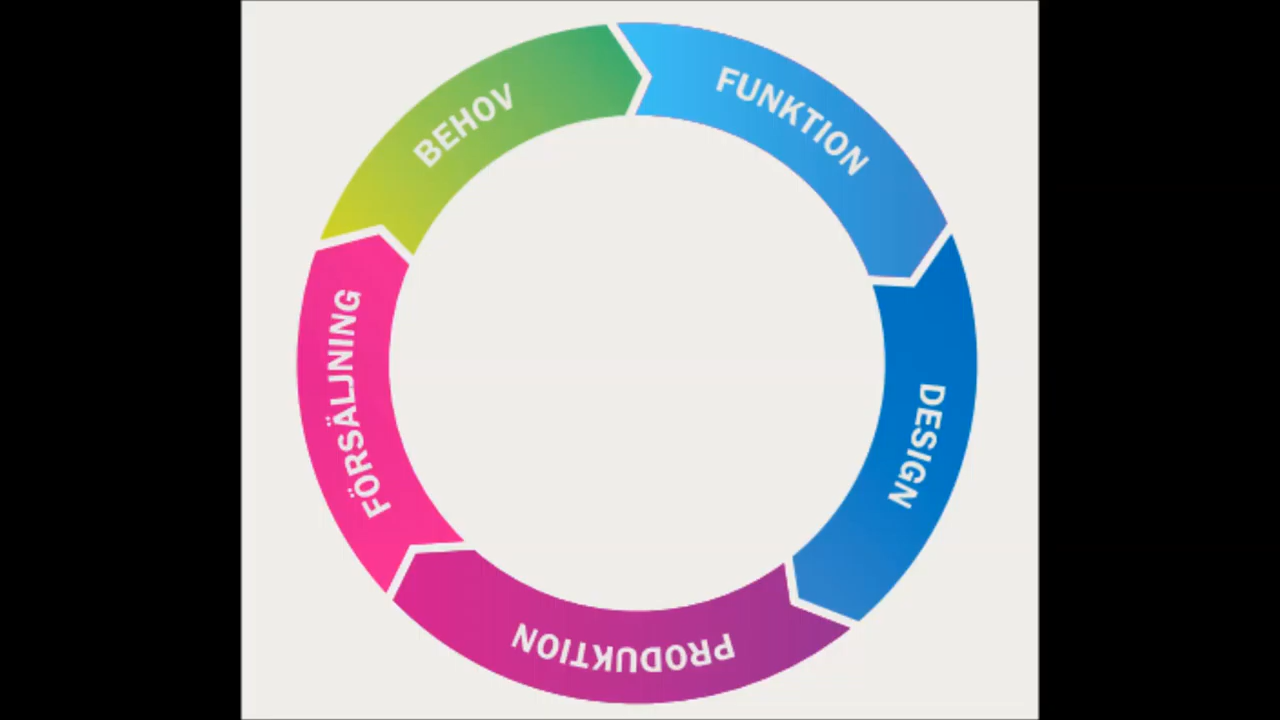 BEHOV
FUNKTION
DESIGN
PRODUKTION
FÖRSÄLJNING